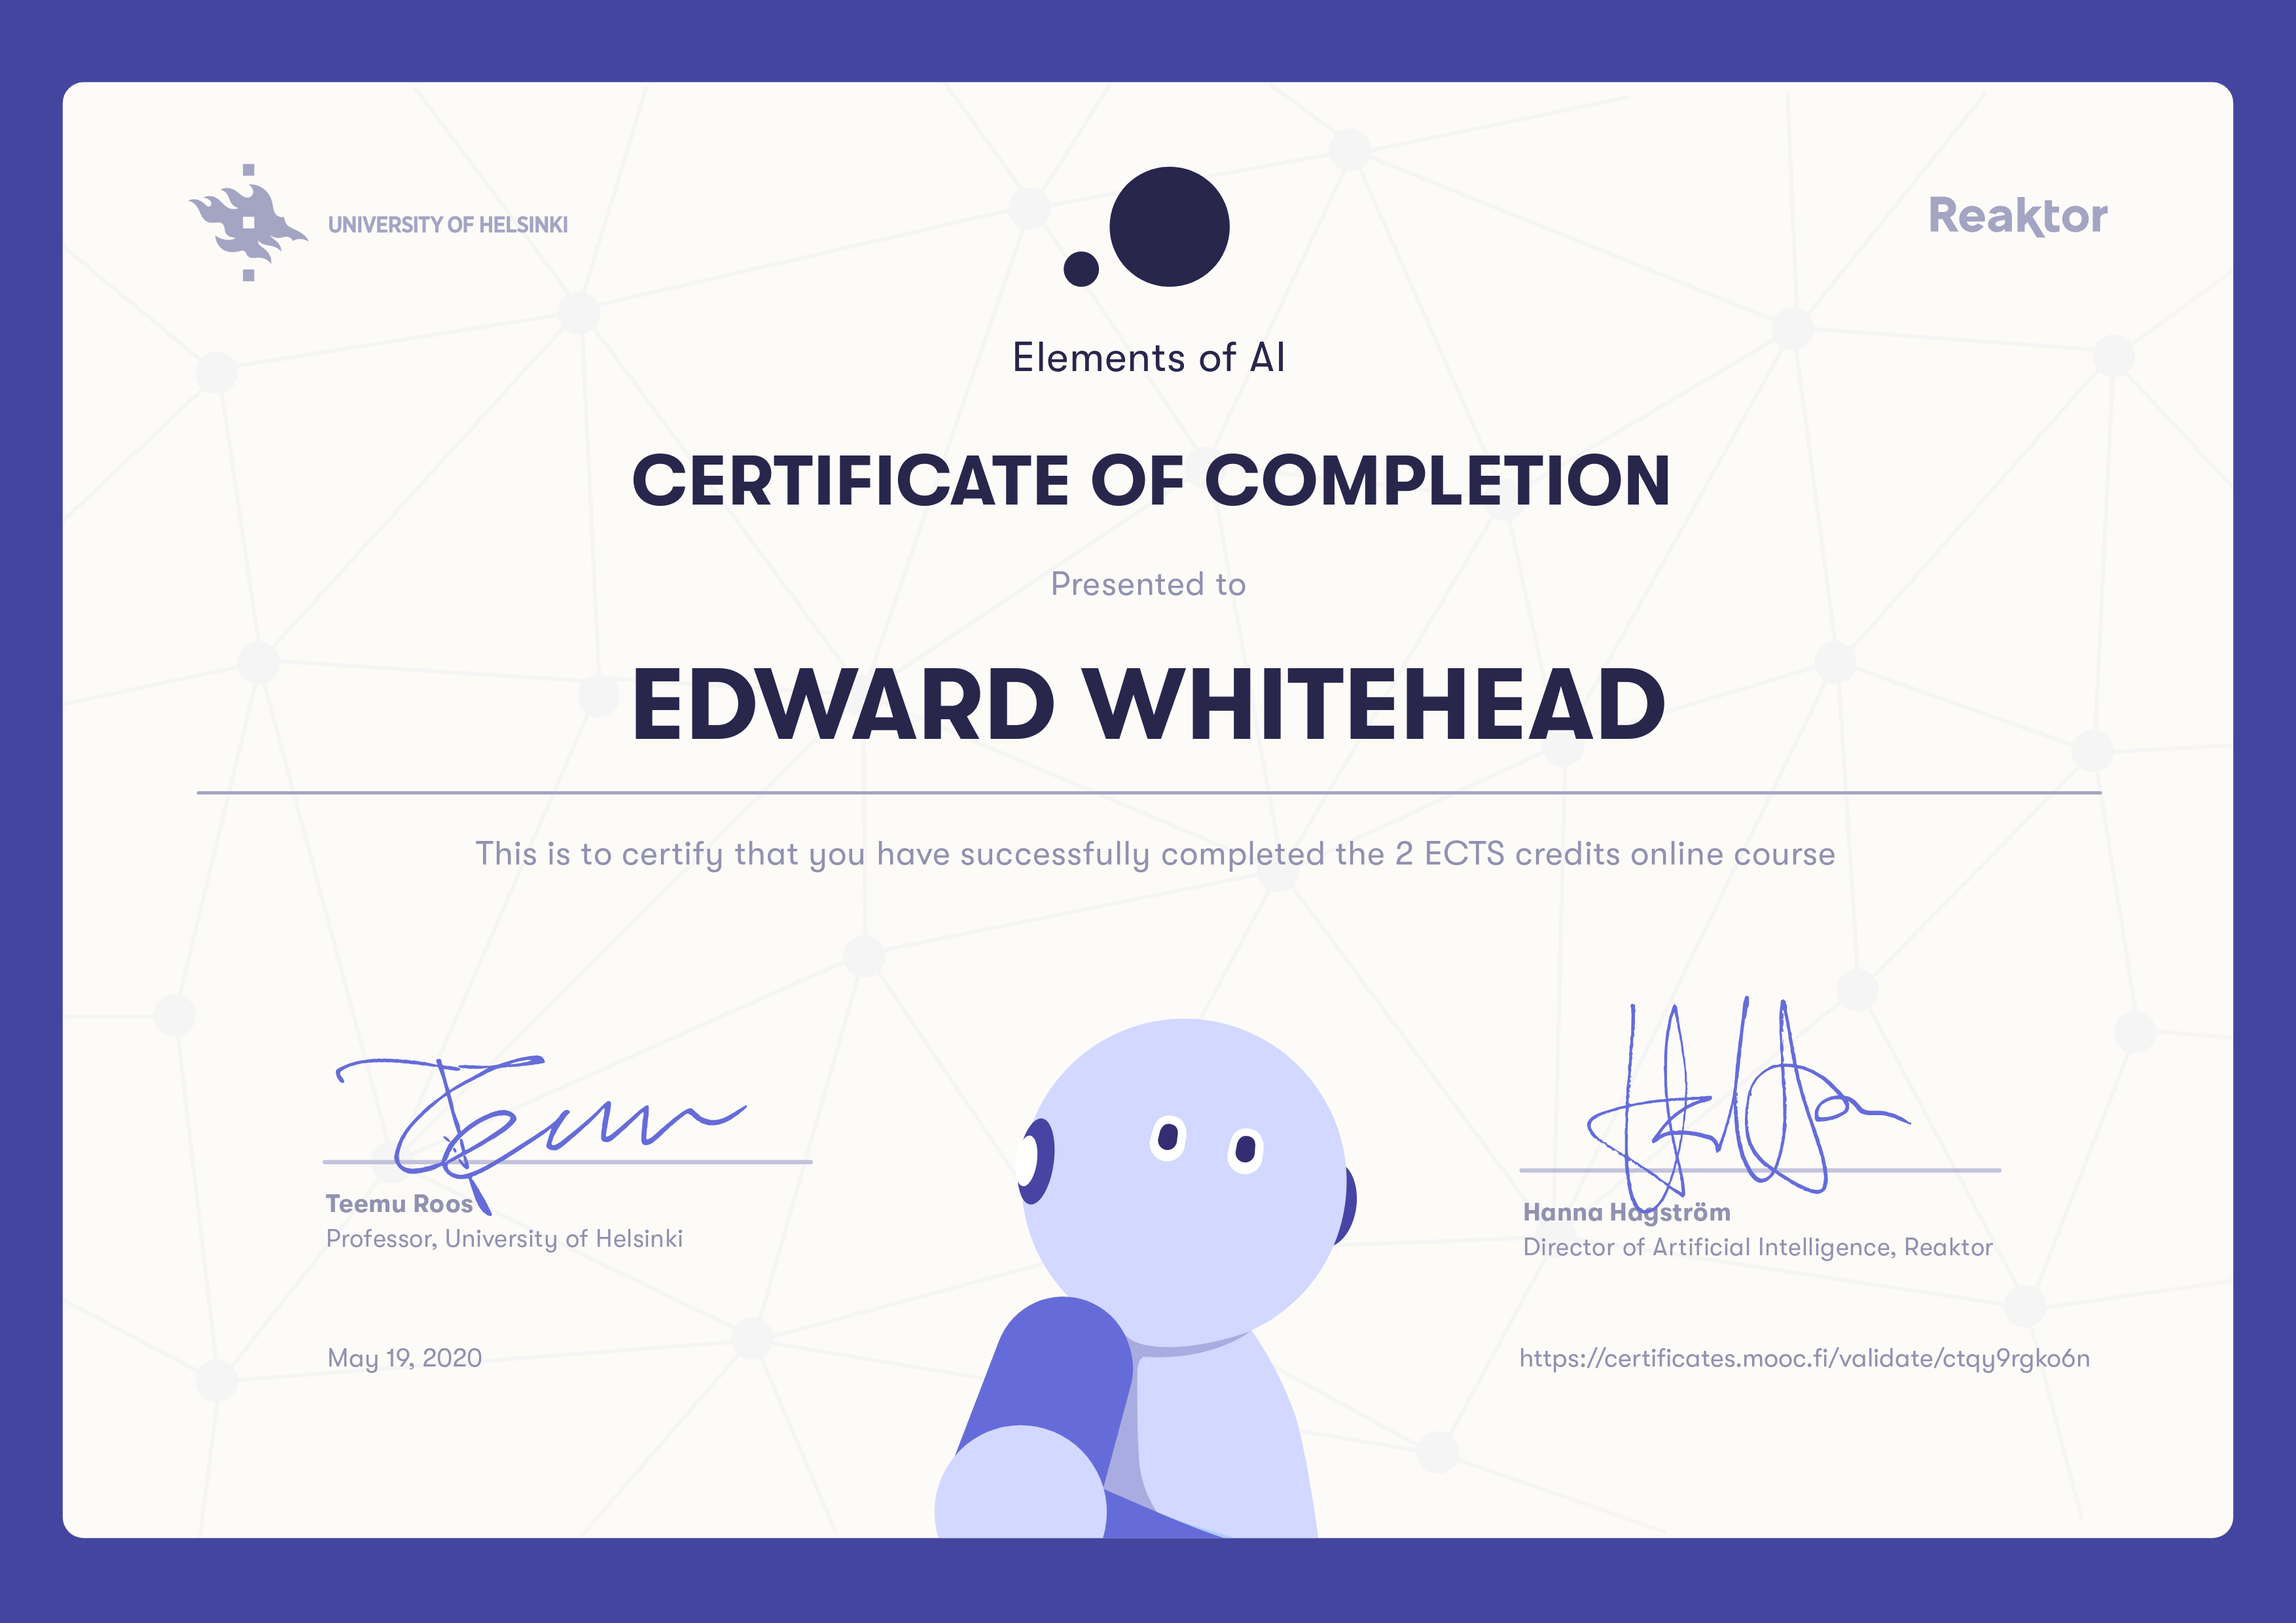 UNIVERSITY OF HELSINKI
Reaktor
Elements of AI
CERTIFICATE OF COMPLETION
Presented to
EDWARD WHITEHEAD
This is to certify that you have successfully completed the 2 ECTS credits online course
Teemu Roos
Professor, University of Helsinki
Hanna Hagström
Director of Artificial Intelligence, Reaktor
May 19, 2020
https://certificates.mooc.fi/validate/ctqy9rgko6n